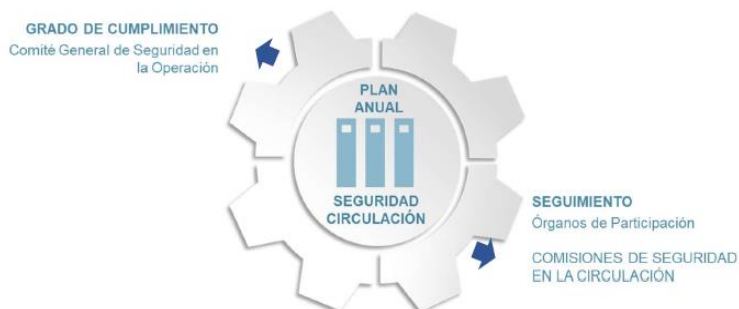 GRADO DE CUMPLIMIENTO
Comité General de Seguridad en
la Operación
PLAN
ANUAL
SEGURIDAD
CIRCULACIÓN
SEGUIMIENTO
Órganos de Participación
COMISIONES DE SEGURIDAD
EN LA CIRCULACIÓN